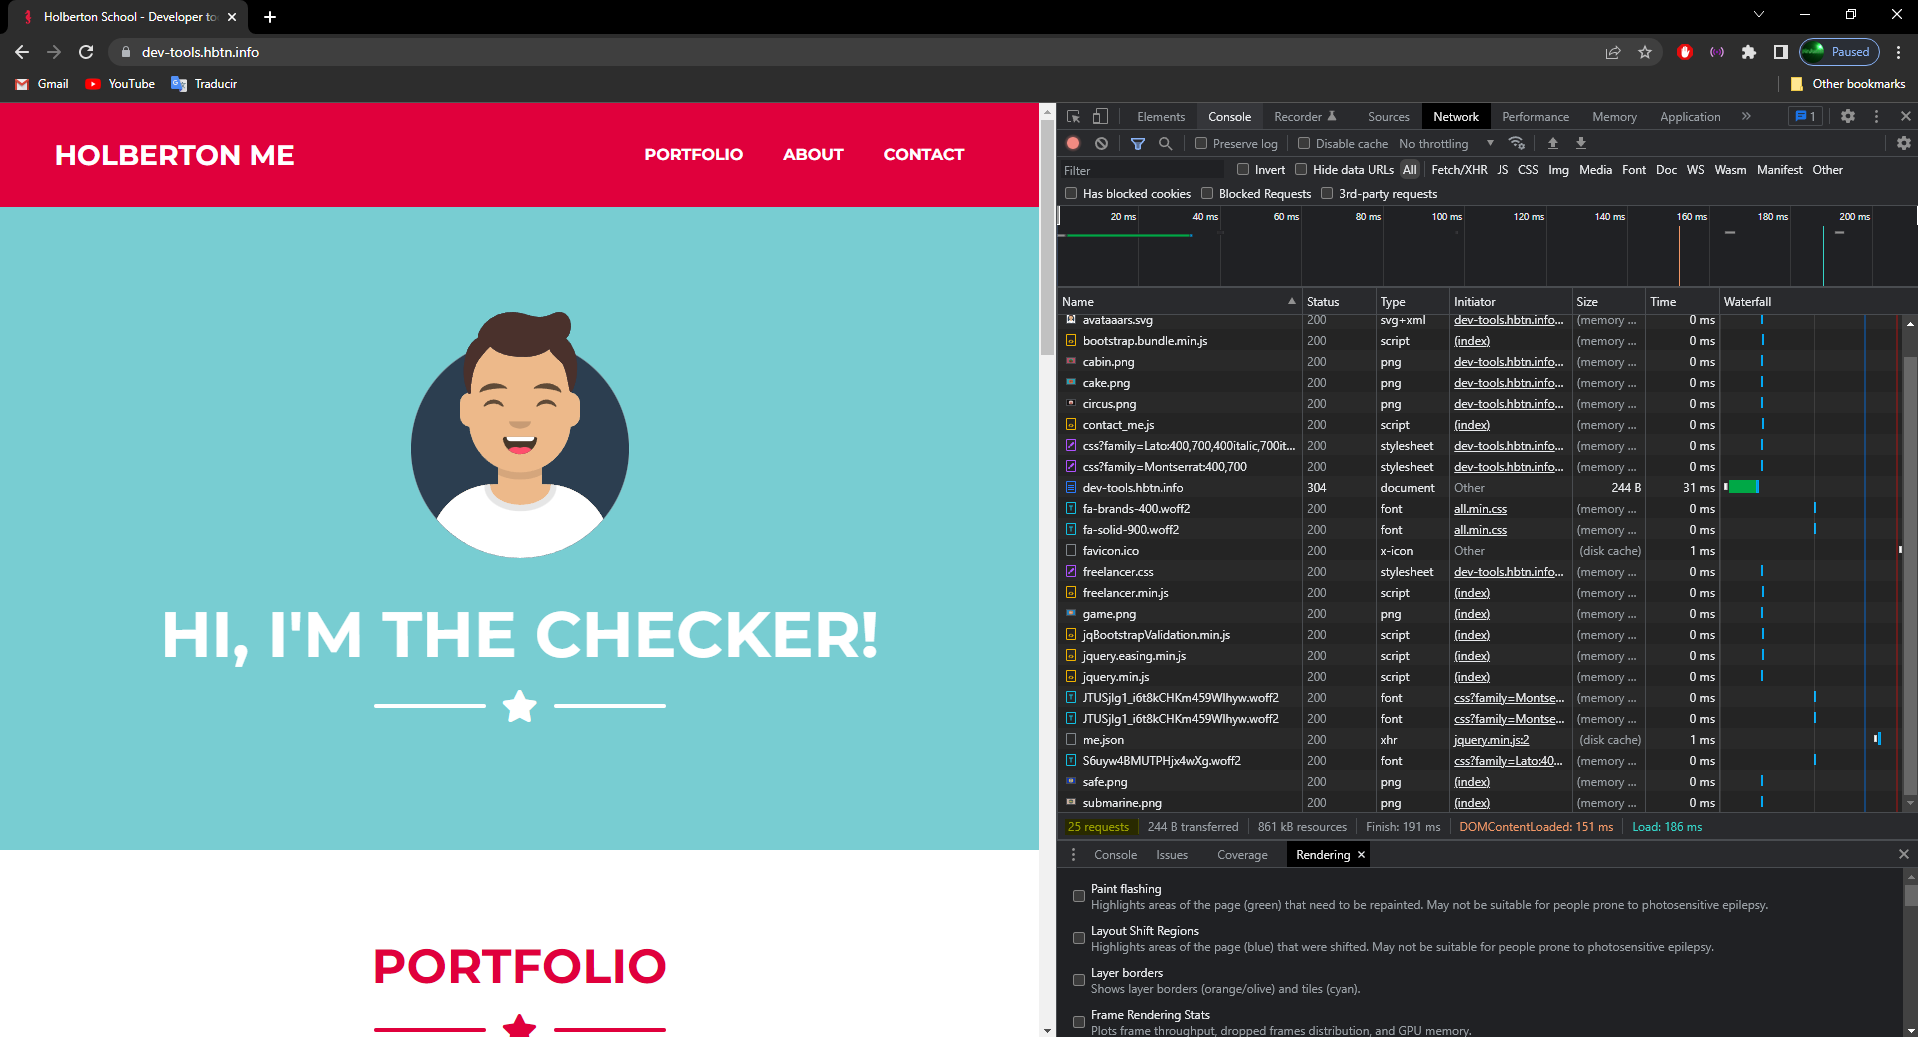 Holberton School - Developer to
dev-tools.hbtn.info
Paused
Gmail YouTube Traducir Other bookmarks
HOLBERTON ME
PORTFOLIO ABOUT CONTACT
HI, I'M THE CHECKER!
PORTFOLIO
Elements Console Recorder Sources Network Performance Memory Application » 1
Preserve log Disable cache No throttling
Filter Invert Hide data URLs All Fetch/XHR JS CSS Img Media Font Doc WS Wasm Manifest Other
Has blocked cookies Blocked Requests 3rd-party requests
20 ms 40 ms 60 ms 80 ms 100 ms 120 ms 140 ms 160 ms 180 ms 200 ms
Name Status Type Initiator Size Time Waterfall
avataaars.svg 200 svg+xml dev-tools.hbtn.info... (memory ... 0 ms
bootstrap.bundle.min.js 200 script (index) (memory ... 0 ms
cabin.png 200 png dev-tools.hbtn.info... (memory ... 0 ms
cake.png 200 png dev-tools.hbtn.info... (memory ... 0 ms
circus.png 200 png dev-tools.hbtn.info... (memory ... 0 ms
contact_me.js 200 script (index) (memory ... 0 ms
css?family=Lato:400,700,400italic,700it... 200 stylesheet dev-tools.hbtn.info... (memory ... 0 ms
css?family=Montserrat:400,700 200 stylesheet dev-tools.hbtn.info... (memory ... 0 ms
dev-tools.hbtn.info 304 document Other 244 B 31 ms
fa-brands-400.woff2 200 font all.min.css (memory ... 0 ms
fa-solid-900.woff2 200 font all.min.css (memory ... 0 ms
favicon.ico 200 x-icon Other (disk cache) 1 ms
freelancer.css 200 stylesheet dev-tools.hbtn.info... (memory ... 0 ms
freelancer.min.js 200 script (index) (memory ... 0 ms
game.png 200 png (index) (memory ... 0 ms
jqBootstrapValidation.min.js 200 script (index) (memory ... 0 ms
jquery.easing.min.js 200 script (index) (memory ... 0 ms
jquery.min.js 200 script (index) (memory ... 0 ms
JTUSjIg1_i6t8kCHKm459WIhyw.woff2 200 font css?family=Montse... (memory ... 0 ms
JTUSjIg1_i6t8kCHKm459WIhyw.woff2 200 font css?family=Montse... (memory ... 0 ms
me.json 200 xhr jquery.min.js:2 (disk cache) 1 ms
S6uyw4BMUTPHjx4wXg.woff2 200 font css?family=Lato:40... (memory ... 0 ms
safe.png 200 png (index) (memory ... 0 ms
submarine.png 200 png (index) (memory ... 0 ms
25 requests 244 B transferred 861 kB resources Finish: 191 ms DOMContentLoaded: 151 ms Load: 186 ms
Console Issues Coverage Rendering
Paint flashing
Highlights areas of the page (green) that need to be repainted. May not be suitable for people prone to photosensitive epilepsy.
Layout Shift Regions
Highlights areas of the page (blue) that were shifted. May not be suitable for people prone to photosensitive epilepsy.
Layer borders
Shows layer borders (orange/olive) and tiles (cyan).
Frame Rendering Stats
Plots frame throughput, dropped frames distribution, and GPU memory.